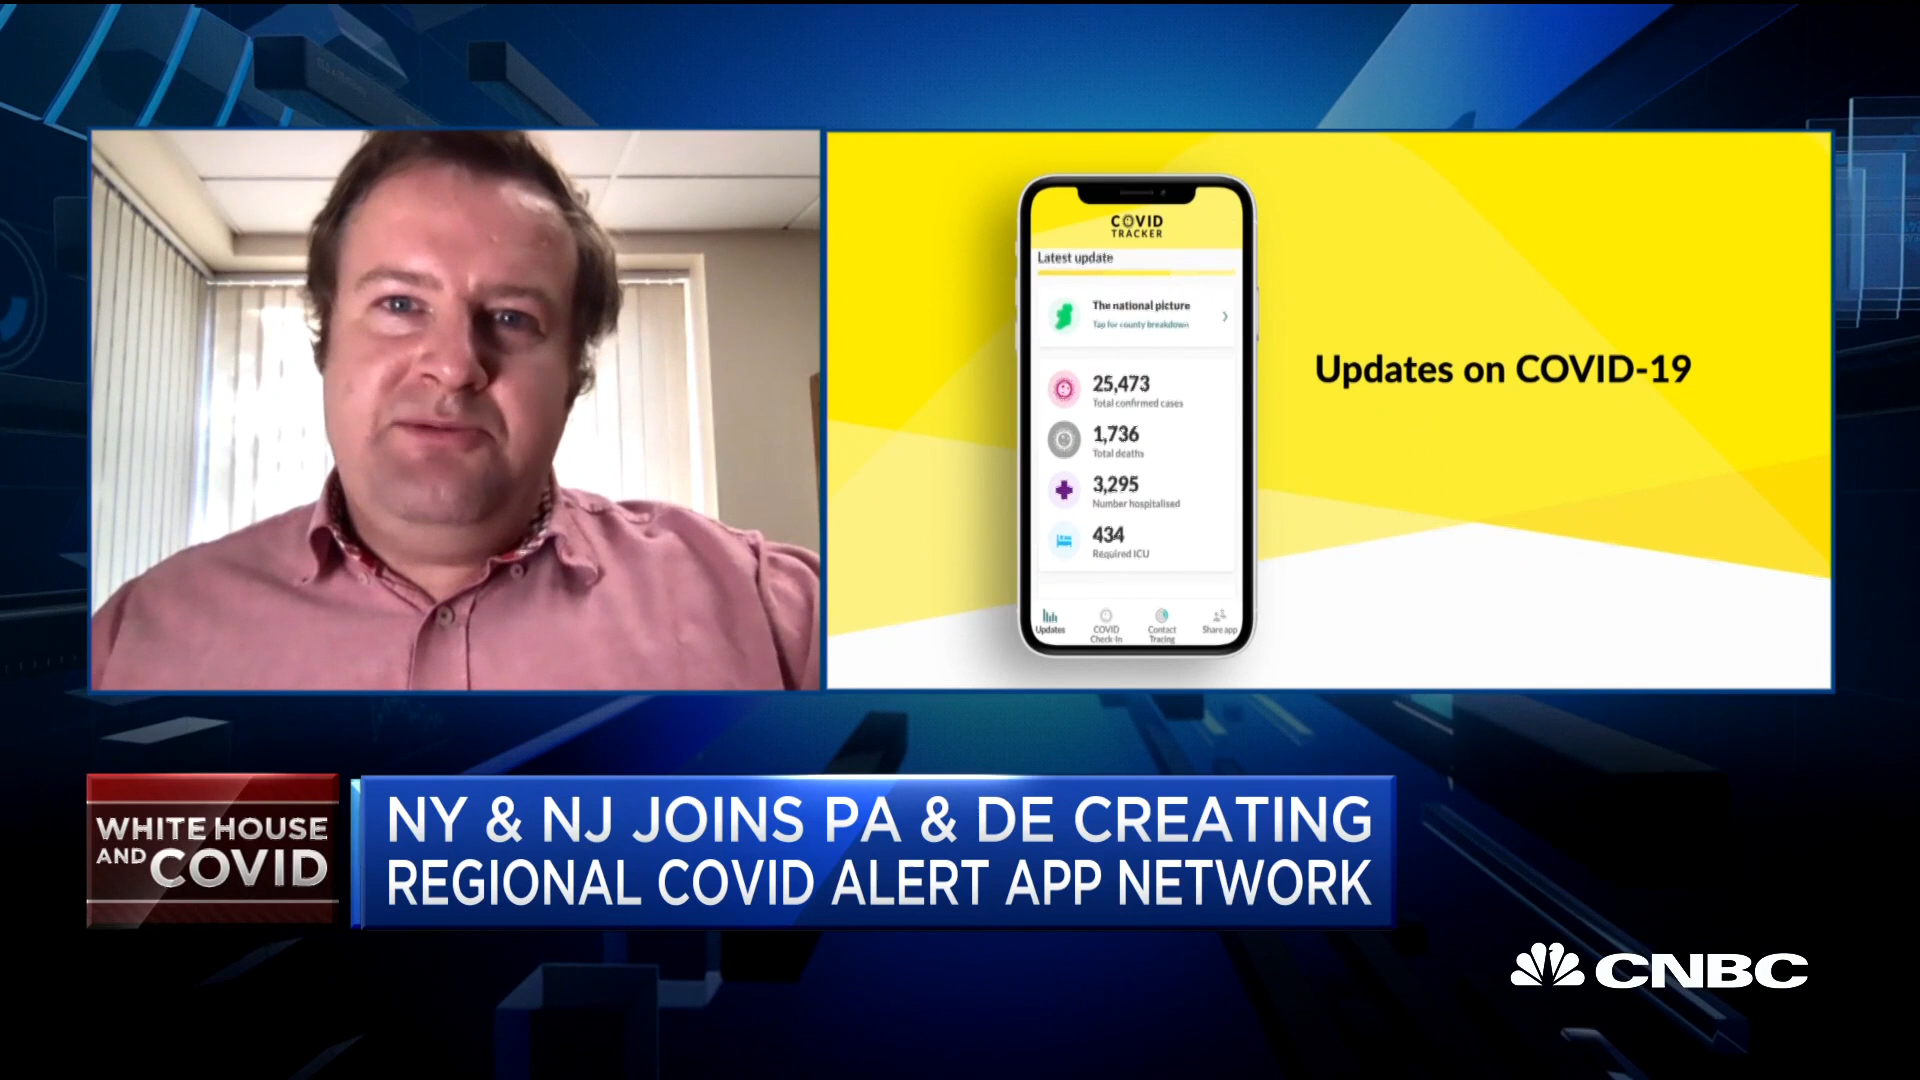 COVID
TRACKER
Latest update
The national picture
Tap for county breakdown
25,473
Total confirmed cases
1,736
Total deaths
3,295
Number hospitalised
434
Required ICU
Updates
COVID
Check-In
Contact
Tracing
Share app
Updates on COVID-19
WHITE HOUSE
AND COVID
NY & NJ JOINS PA & DE CREATING
REGIONAL COVID ALERT APP NETWORK
CNBC